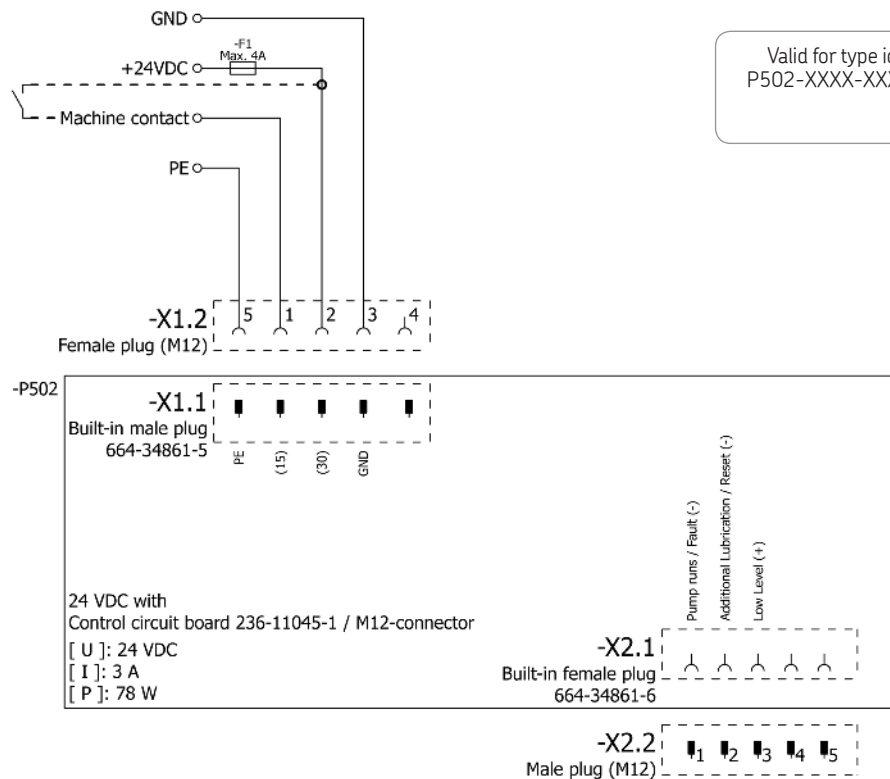 GND
-F1
Max. 4A
+24VDC
Machine contact
PE
Valid for type
P502-XXXX-XX
-X1.2
Female plug (M12)
5 1 2 3 4
-P502
-X1.1
Built-in male plug
664-34861-5
PE
(15)
(30)
GND
Pump runs / Fault (-)
Additional Lubrication / Reset (-)
Low Level (+)
24 VDC with
Control circuit board 236-11045-1 / M12-connector
[ U ]: 24 VDC
[ I ]: 3 A
[ P ]: 78 W
-X2.1
Built-in female plug
664-34861-6
-X2.2
Male plug (M12)
1 2 3 4 5